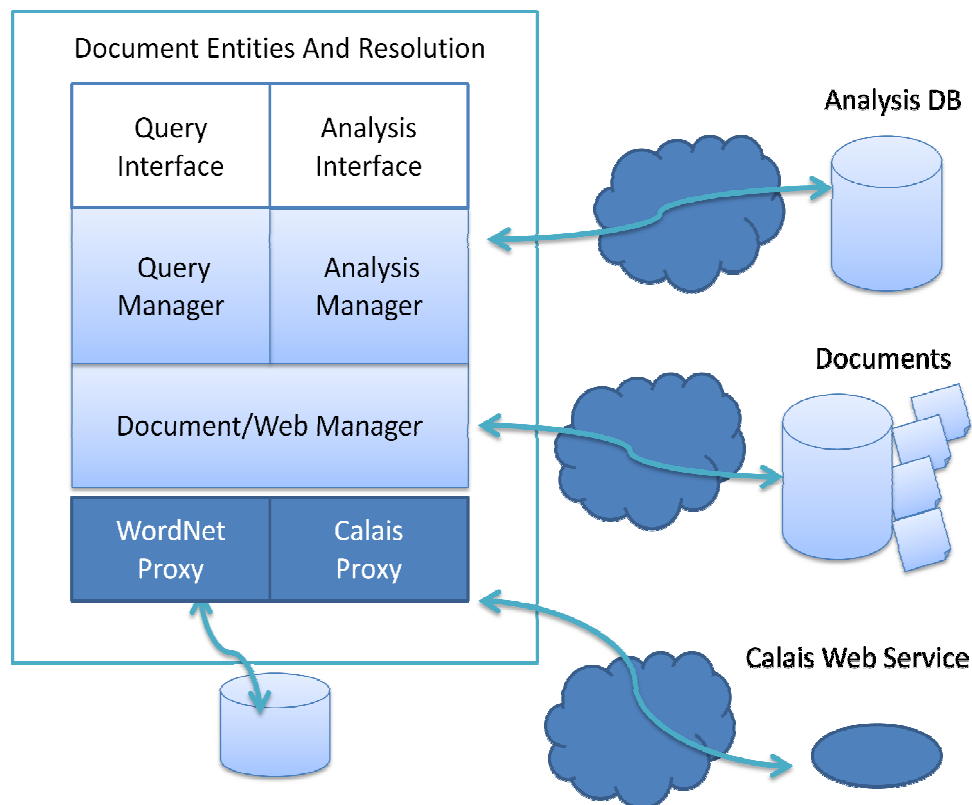 Document Entities And Resolution
Analysis DB
Query
Interface
Analysis
Interface
Query
Manager
Analysis
Manager
Documents
Document/Web Manager
WordNet
Proxy
Calais
Proxy
Calais Web Service